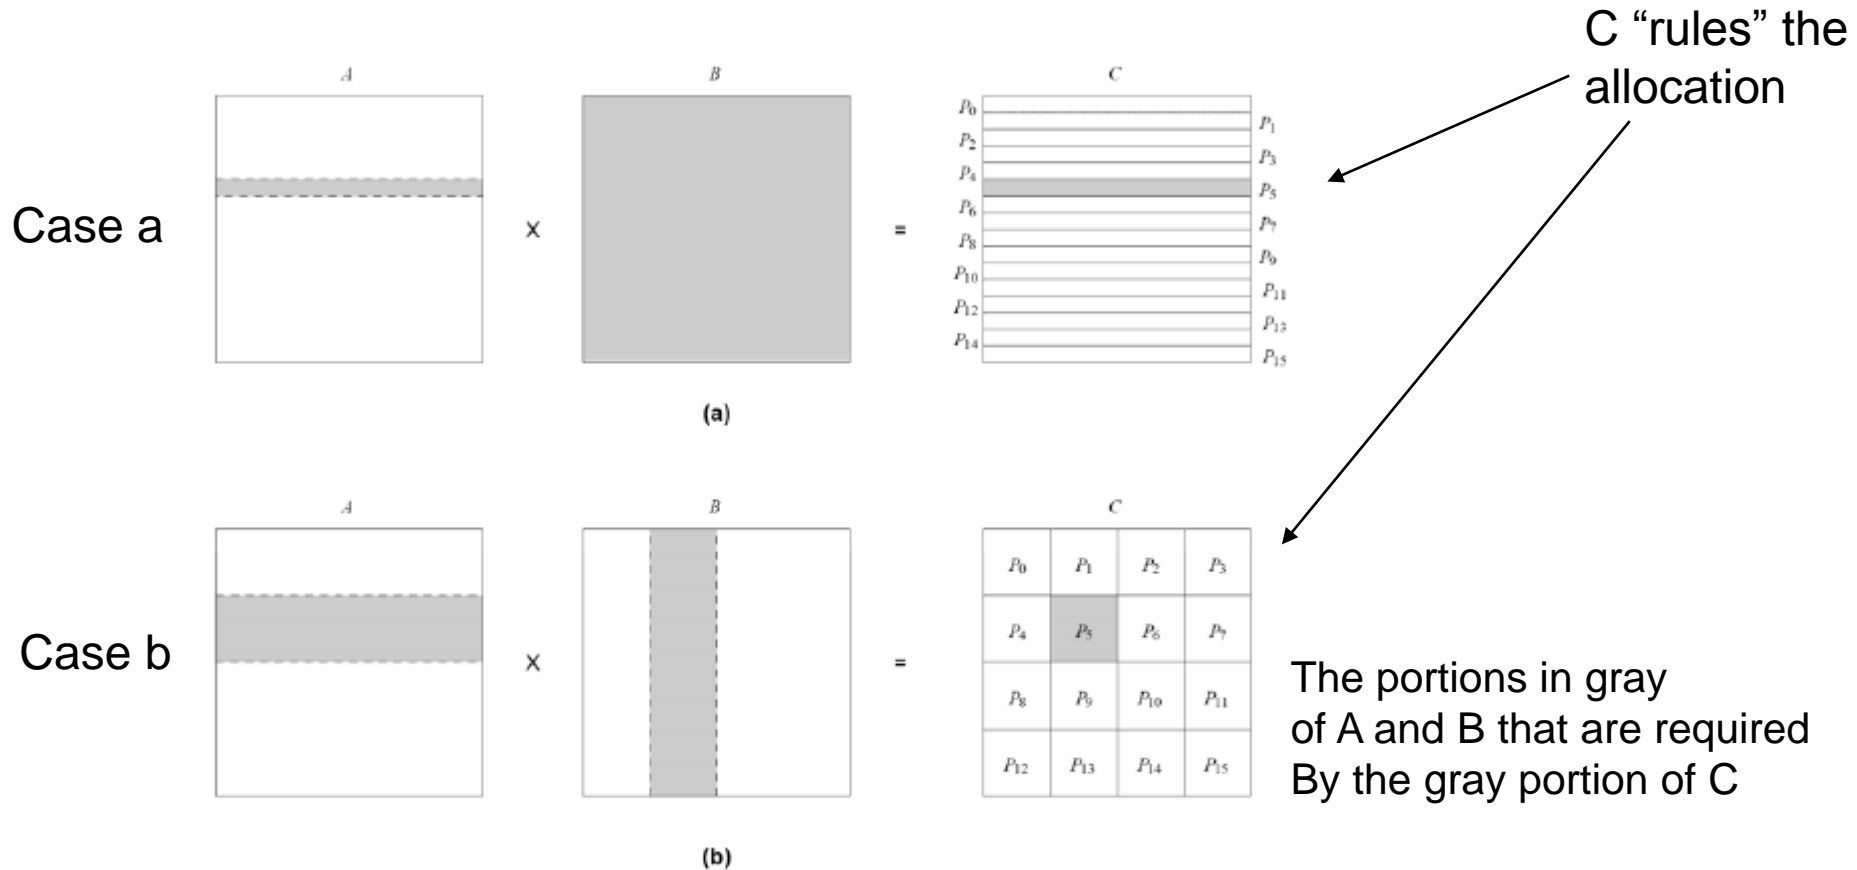 C “rules” the
allocation
A
B
C
P0
P1
P2
P3
P4
P5
P6
P7
P8
P9
P10
P11
P12
P13
P14
P15
Case a
X
=
(a)
A
B
C
P0 P1 P2 P3
P4 P5 P6 P7
P8 P9 P10 P11
P12 P13 P14 P15
Case b
X
=
The portions in gray
of A and B that are required
By the gray portion of C
(b)